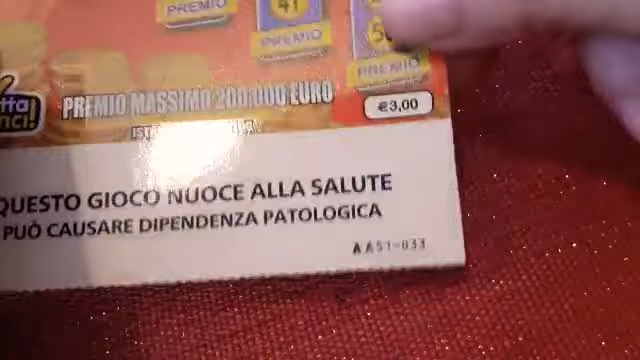 PREMIO
41
PREMIO
PREMIO
PREMIO MASSIMO 200.000 EURO
€3,00
QUESTO GIOCO NUOCE ALLA SALUTE
PUÒ CAUSARE DIPENDENZA PATOLOGICA
AA51-033